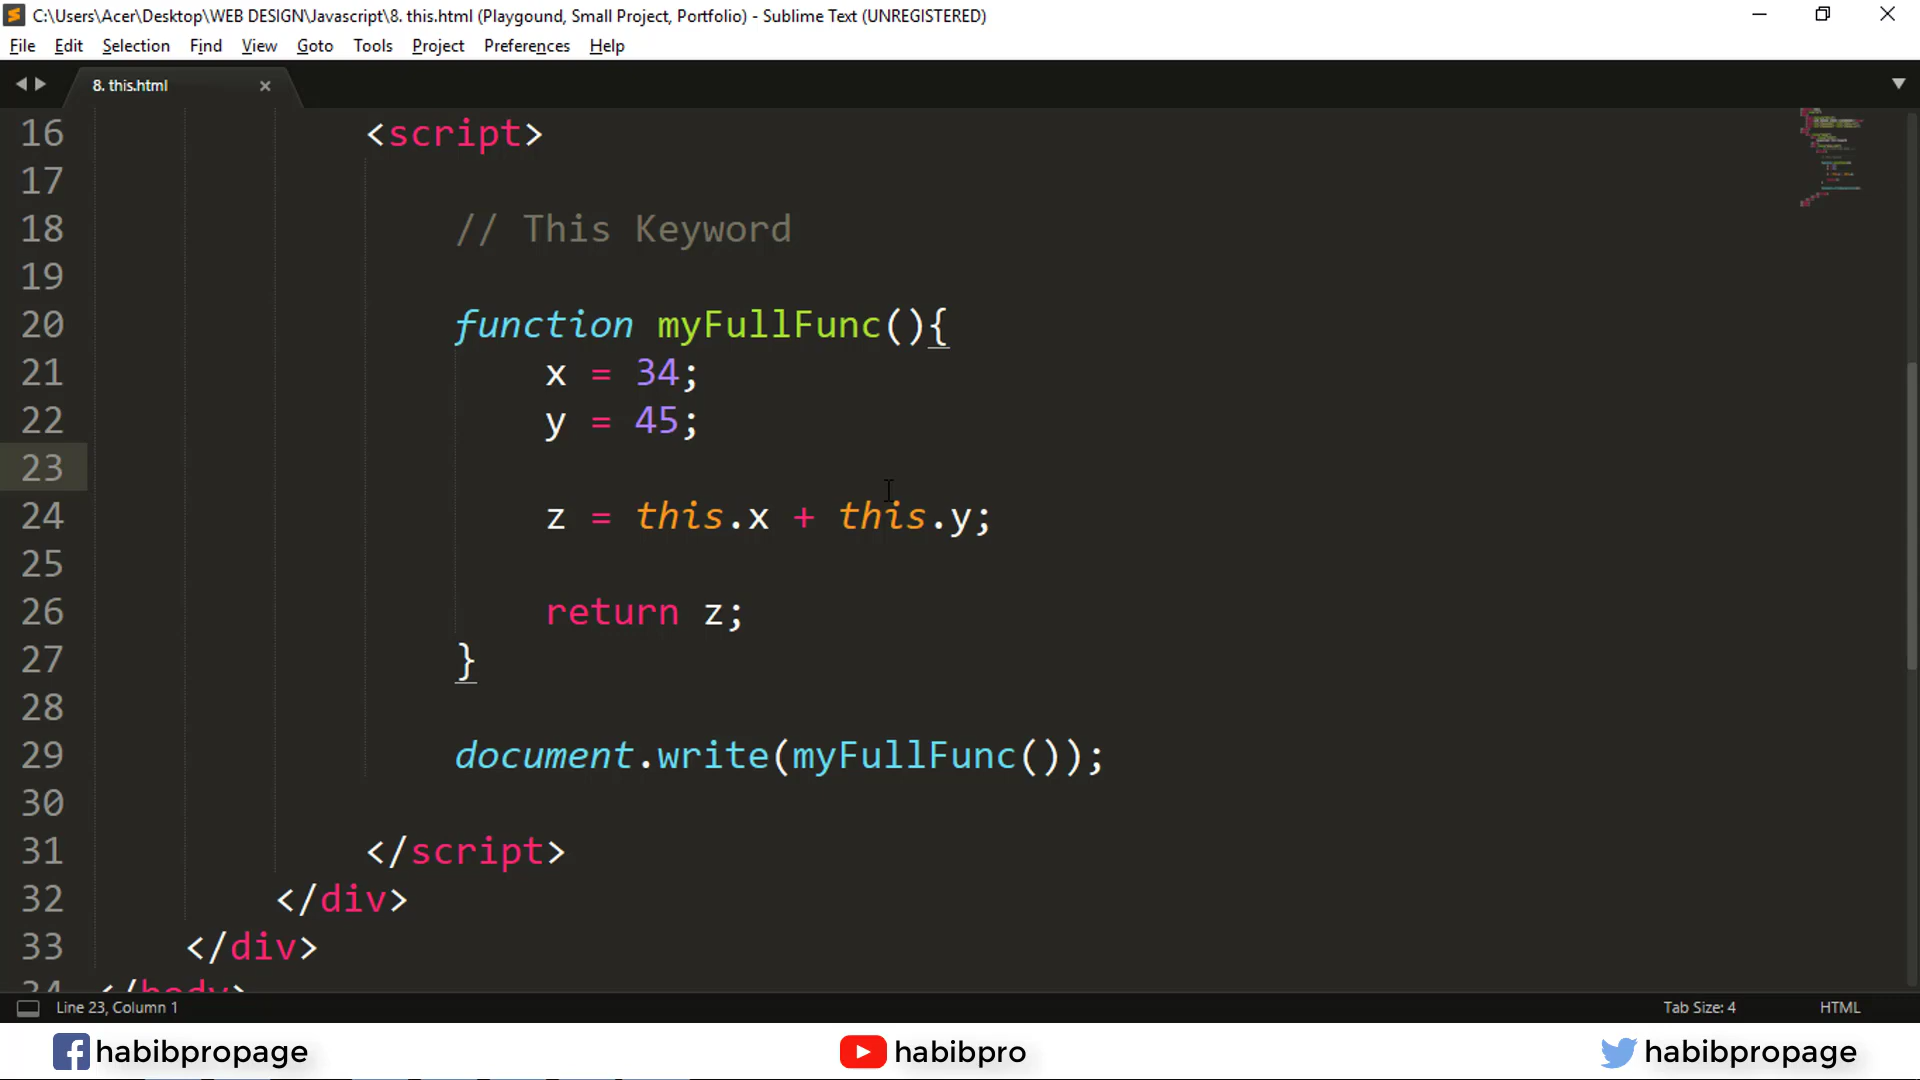 C:\Users\Acer\Desktop\WEB DESIGN\Javascript\8. this.html (Playgound, Small Project, Portfolio) - Sublime Text (UNREGISTERED)
File Edit Selection Find View Goto Tools Project Preferences Help
8. this.html
16 <script>
17
18 // This Keyword
19
20 function myFullFunc(){
21 x = 34;
22 y = 45;
23
24 z = this.x + this.y;
25
26 return z;
27 }
28
29 document.write(myFullFunc());
30
31 </script>
32 </div>
33 </div>
34 </body>
Line 23, Column 1 Tab Size: 4 HTML
habibpropage habibpro habibpropage